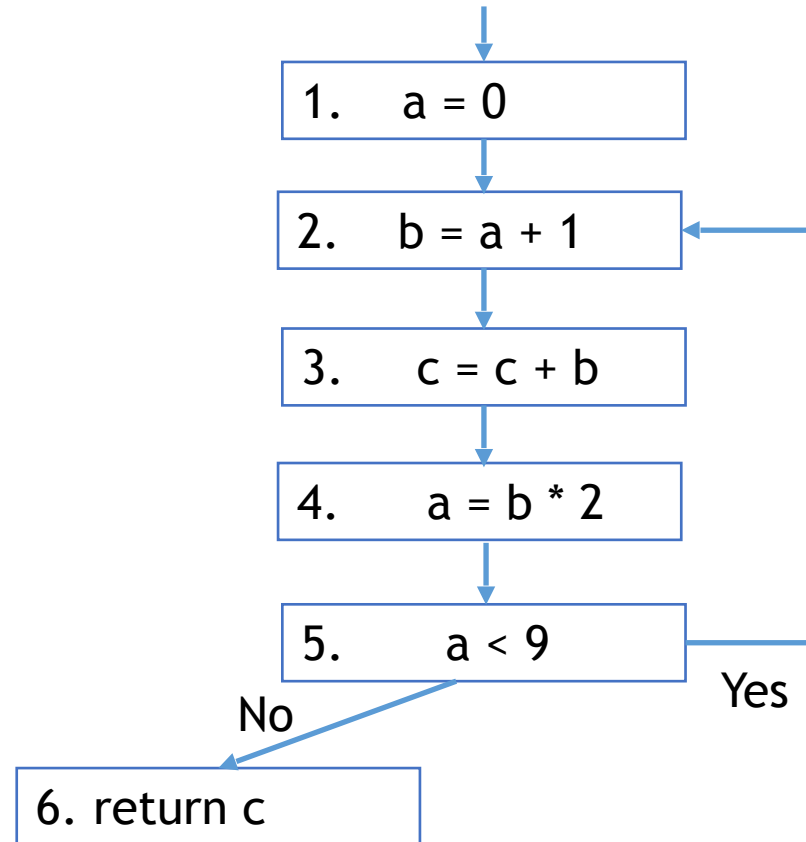 1. a = 0
2. b = a + 1
3. c = c + b
4. a = b * 2
5. a < 9
Yes
No
6. return c